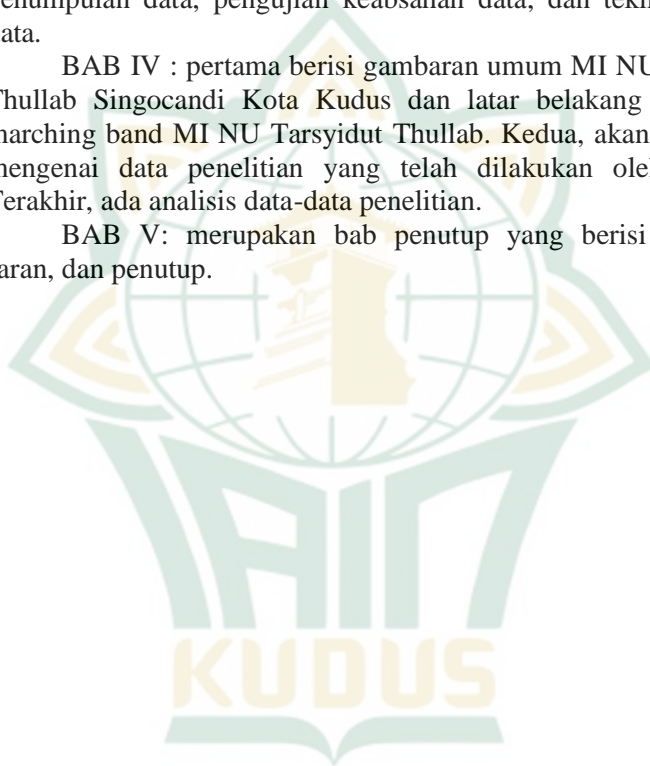 penumpulan data, pengujian keabsahan data, dan tekn
data.
BAB IV : pertama berisi gambaran umum MI NU
Thullab Singocandi Kota Kudus dan latar belakang
marching band MI NU Tarsyidut Thullab. Kedua, akan
mengenai data penelitian yang telah dilakukan oleh
Terakhir, ada analisis data-data penelitian.
BAB V: merupakan bab penutup yang berisi
saran, dan penutup.
IAIN
KUDUS